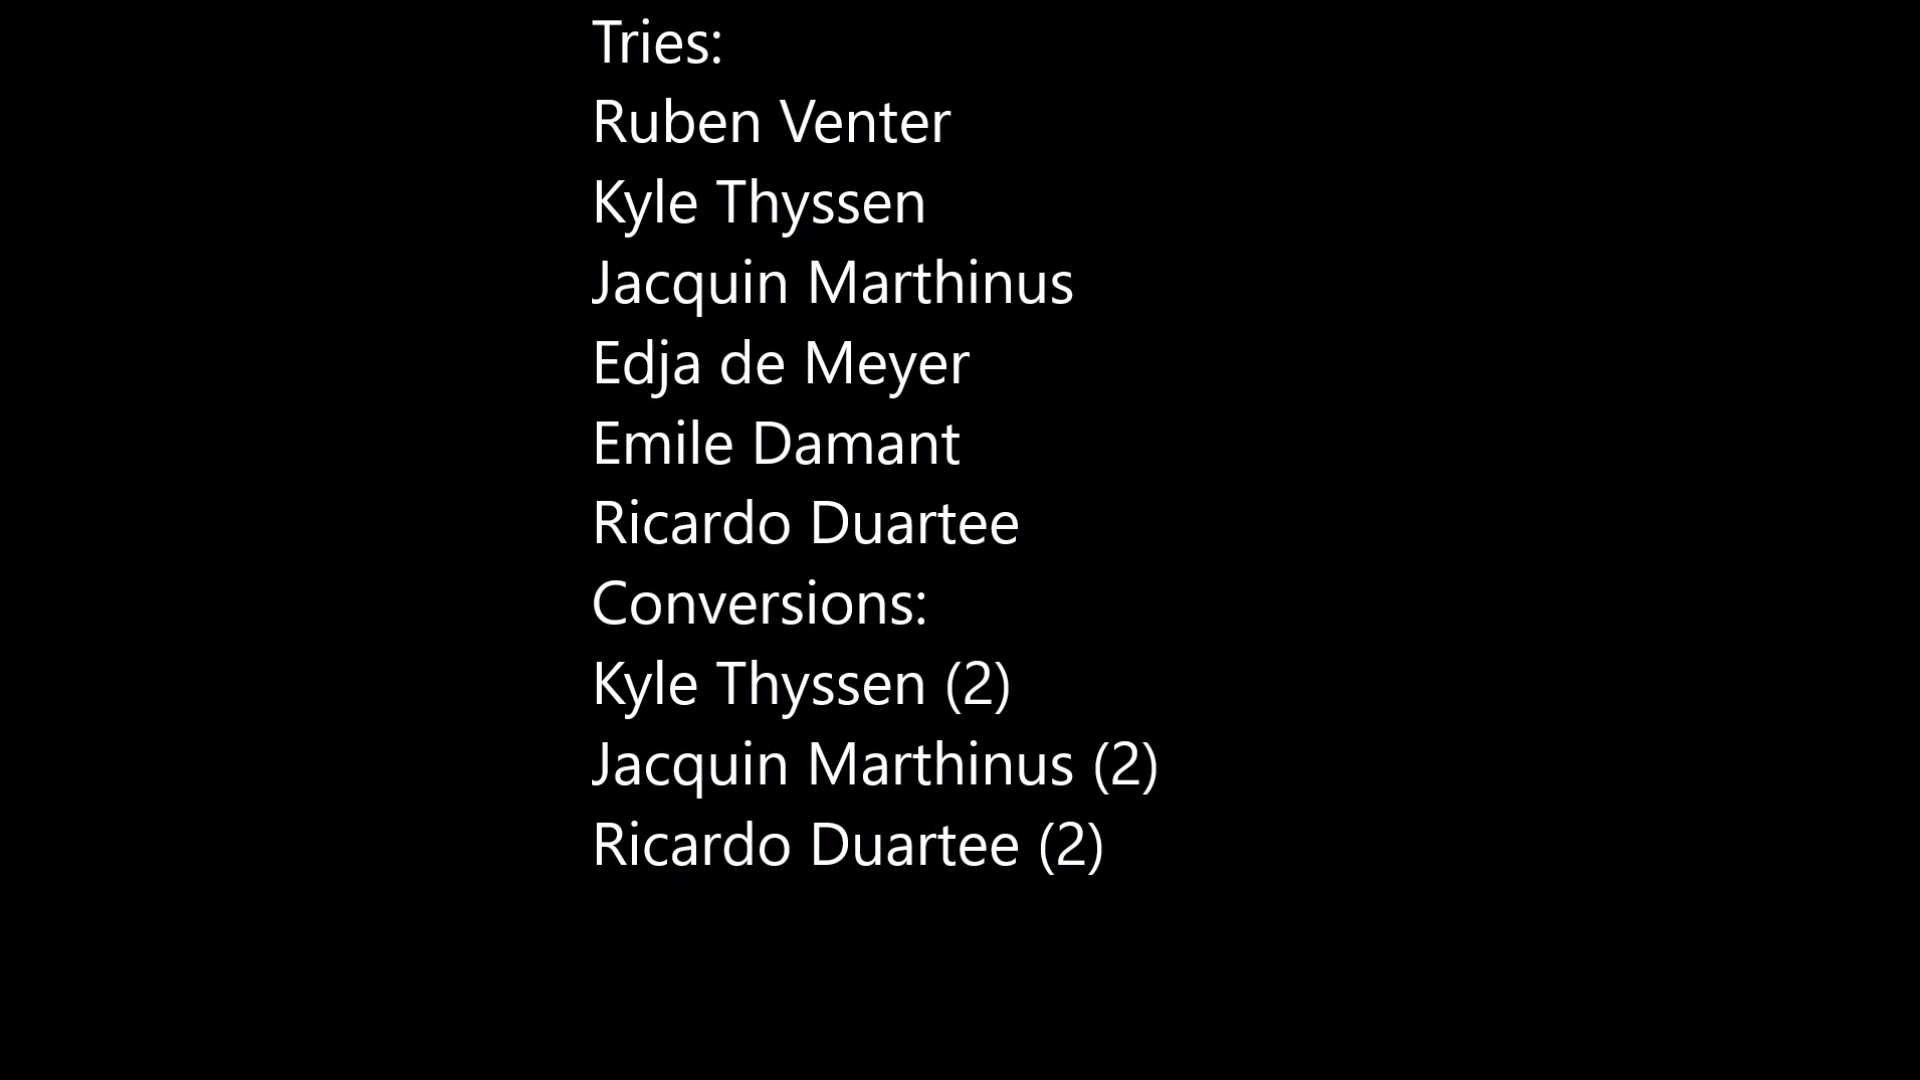 Tries:
Ruben Venter
Kyle Thyssen
Jacquin Marthinus
Edja de Meyer
Emile Damant
Ricardo Duartee
Conversions:
Kyle Thyssen (2)
Jacquin Marthinus (2)
Ricardo Duartee (2)